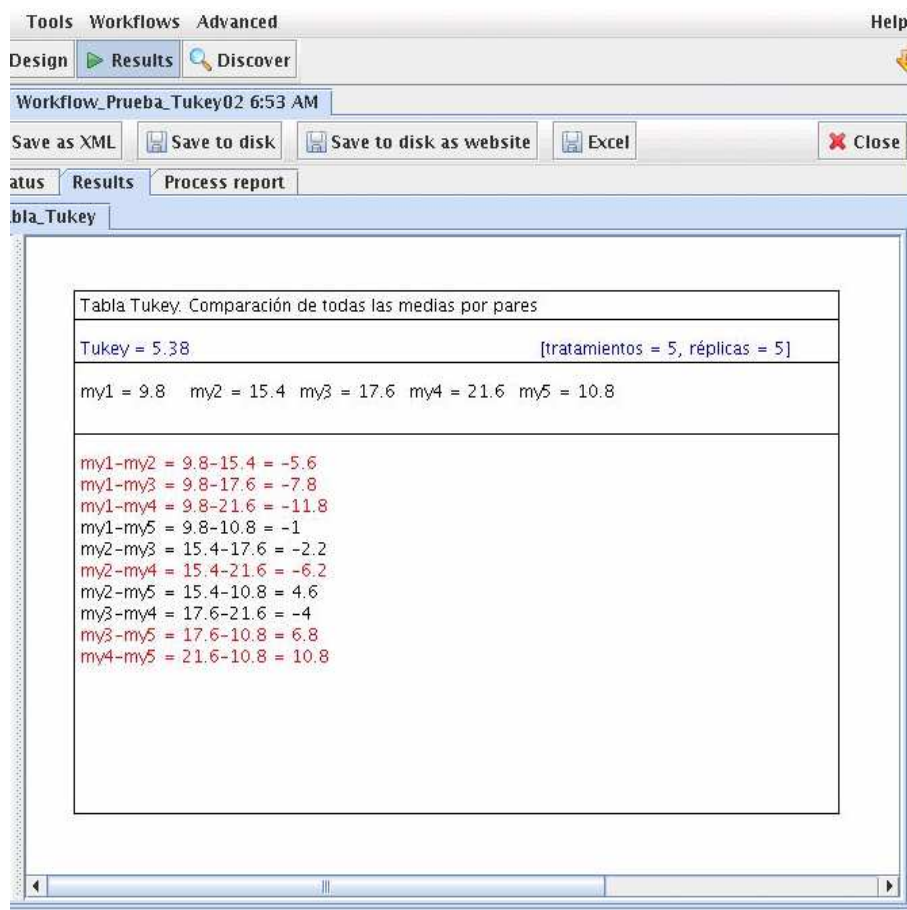 Tools Workflows Advanced Help
Design Results Discover
Workflow_Prueba_Tukey02 6:53 AM
Save as XML Save to disk Save to disk as website Excel Close
atus Results Process report
bla_Tukey
Tabla Tukey. Comparación de todas las medias por pares
Tukey = 5.38 [tratamientos = 5, réplicas = 5]
my1 = 9.8 my2 = 15.4 my3 = 17.6 my4 = 21.6 my5 = 10.8
my1-my2 = 9.8-15.4 = -5.6
my1-my3 = 9.8-17.6 = -7.8
my1-my4 = 9.8-21.6 = -11.8
my1-my5 = 9.8-10.8 = -1
my2-my3 = 15.4-17.6 = -2.2
my2-my4 = 15.4-21.6 = -6.2
my2-my5 = 15.4-10.8 = 4.6
my3-my4 = 17.6-21.6 = -4
my3-my5 = 17.6-10.8 = 6.8
my4-my5 = 21.6-10.8 = 10.8